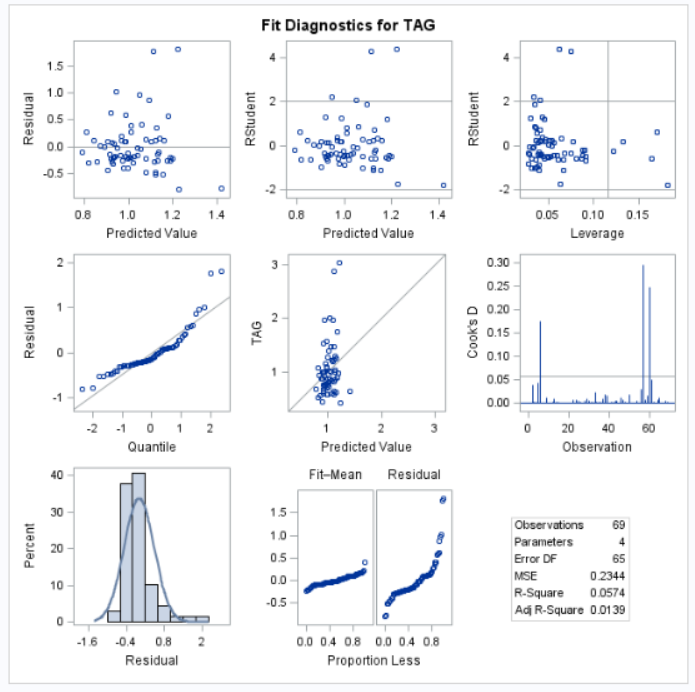 Fit Diagnostics for TAG
Residual
1.5
1.0
0.5
0.0
-0.5
0.8 1.0 1.2 1.4
Predicted Value
RStudent
4
2
0
-2
0.8 1.0 1.2 1.4
Predicted Value
RStudent
4
2
0
-2
0.05 0.10 0.15
Leverage
Residual
2
1
0
-1
-2 -1 0 1 2
Quantile
TAG
3
2
1
1 2 3
Predicted Value
Cook's D
0.30
0.25
0.20
0.15
0.10
0.05
0.00
0 20 40 60
Observation
Percent
40
30
20
10
0
-1.6 -0.4 0.8 2
Residual
Fit–Mean Residual
1.5
1.0
0.5
0.0
-0.5
0.0 0.4 0.8 0.0 0.4 0.8
Proportion Less
Observations 69
Parameters 4
Error DF 65
MSE 0.2344
R-Square 0.0574
Adj R-Square 0.0139